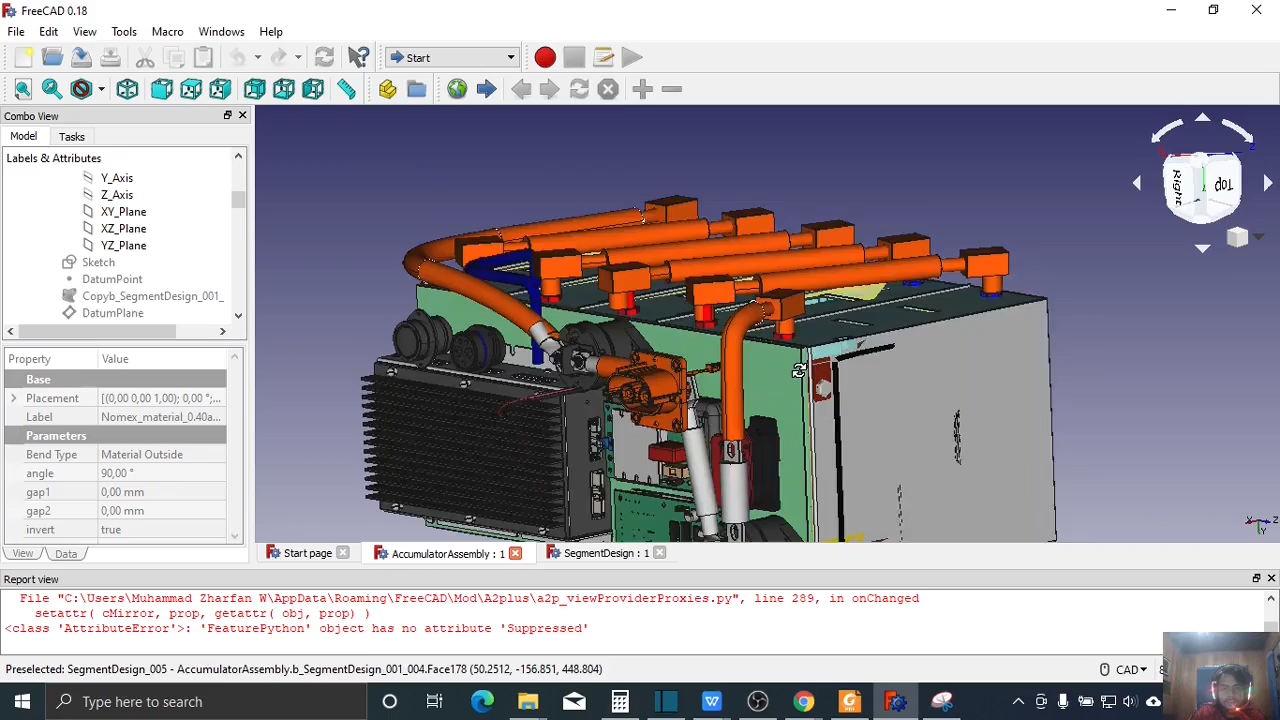 FreeCAD 0.18
File Edit View Tools Macro Windows Help
Start
Combo View
Model Tasks
Labels & Attributes
Y_Axis
Z_Axis
XY_Plane
XZ_Plane
YZ_Plane
Sketch
DatumPoint
Copyb_SegmentDesign_001_
DatumPlane
Property Value
Base
Placement [(0,00 0,00 1,00); 0,00 °;...
Label Nomex_material_0.40a...
Parameters
Bend Type Material Outside
angle 90,00 °
gap1 0,00 mm
gap2 0,00 mm
invert true
View Data
Right Top
X Z
Y
Start page AccumulatorAssembly : 1 SegmentDesign : 1
Report view
File "C:\Users\Muhammad Zharfan W\AppData\Roaming\FreeCAD\Mod\A2plus\a2p_viewProviderProxies.py", line 289, in onChanged
setattr( cMirror, prop, getattr( obj, prop) )
<class 'AttributeError'>: 'FeaturePython' object has no attribute 'Suppressed'
Preselected: SegmentDesign_005 - AccumulatorAssembly.b_SegmentDesign_001_004.Face178 (50.2512, -156.851, 448.804)
CAD
Type here to search